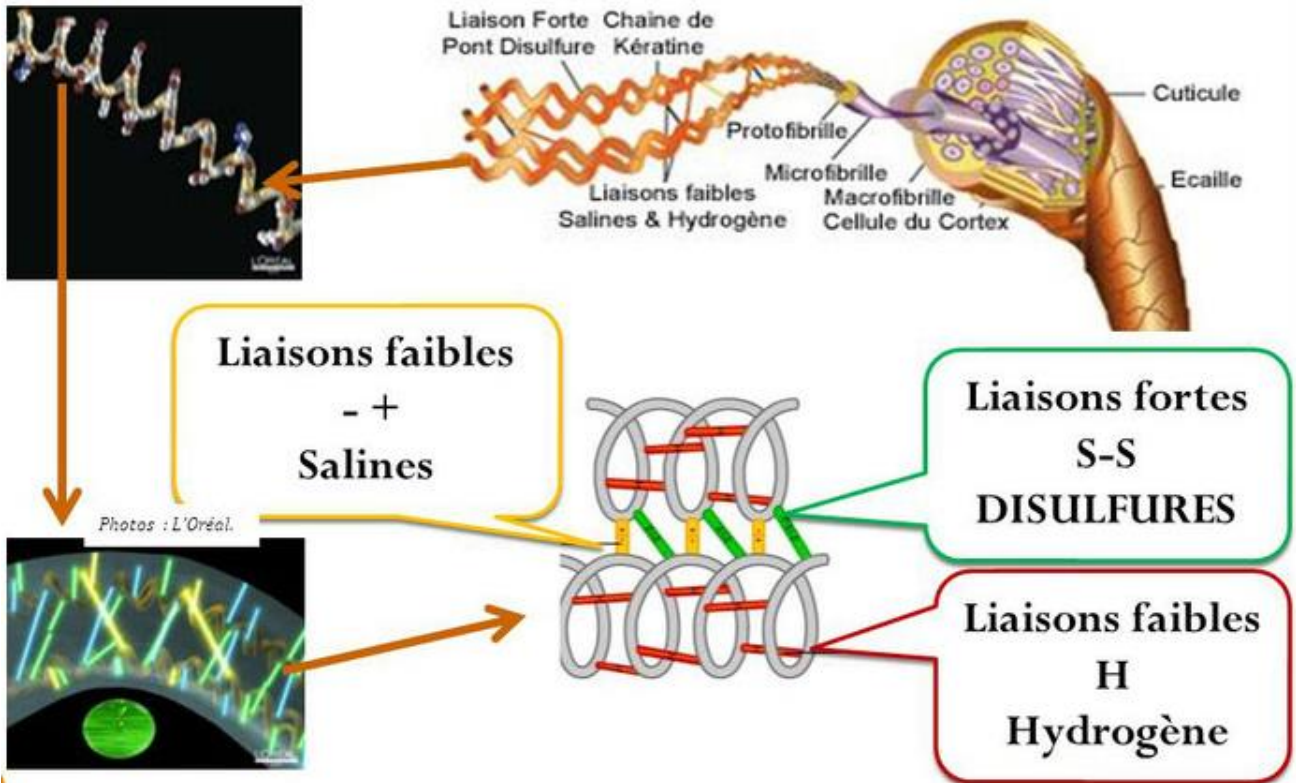 Liaison Forte
Pont Disulfure
Chaine de
Kératine
Protofibrille
Microfibrille
Macrofibrille
Cellule du Cortex
Cuticule
Ecaille
Liaisons faibles
Salines & Hydrogène
L'ORÉAL
Liaisons faibles
- +
Salines
Liaisons fortes
S-S
DISULFURES
Photos : L'Oréal.
Liaisons faibles
H
Hydrogène
L'ORÉAL